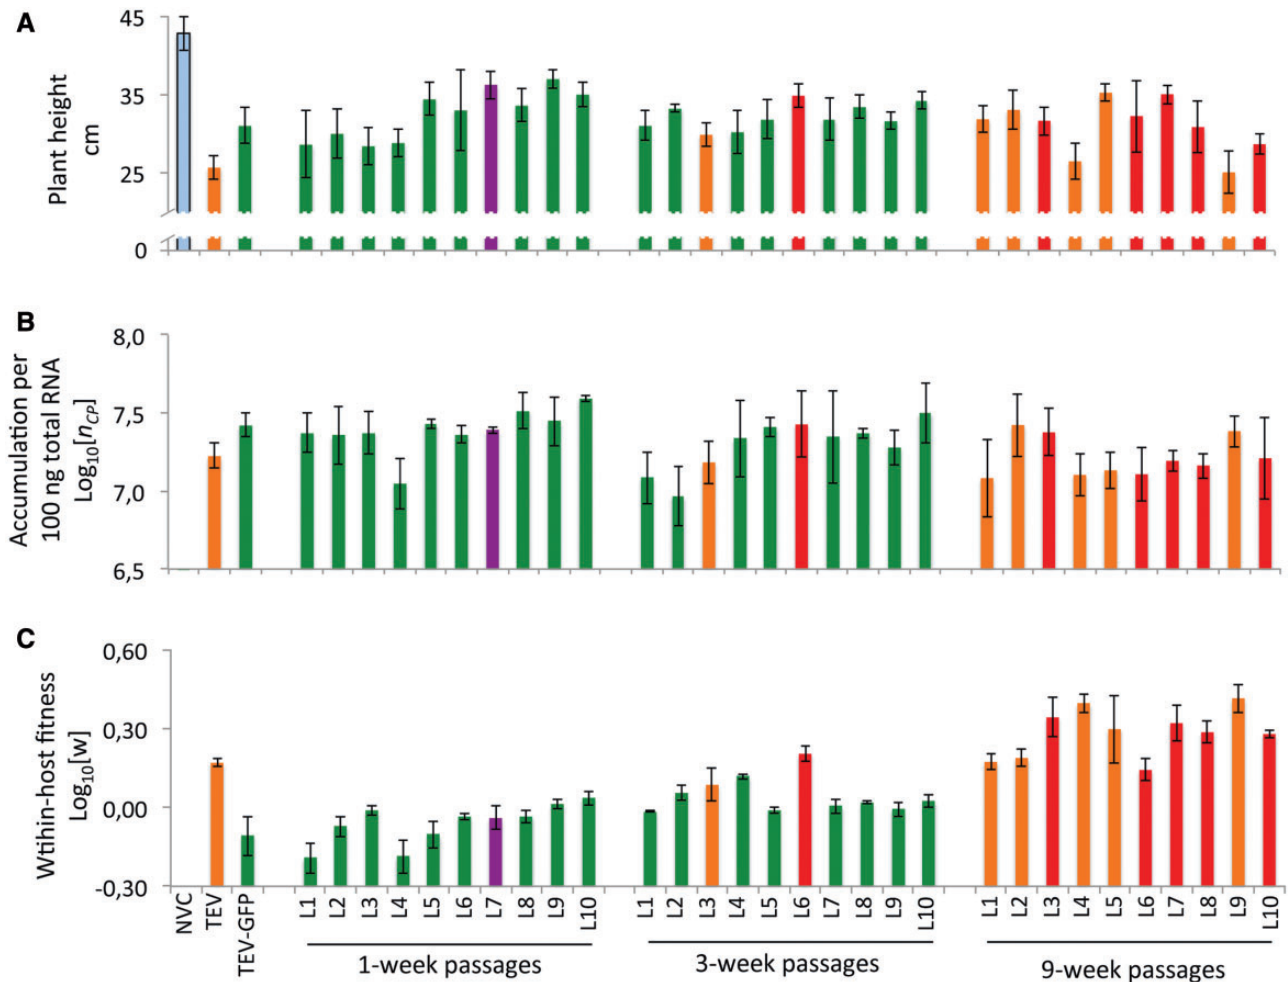 A
Plant height
cm
45
35
25
0
B
Accumulation per
100 ng total RNA
Log10[nCP]
8,0
7,5
7,0
6,5
C
Within-host fitness
Log10[w]
0,60
0,30
0,00
-0,30
NVC
TEV
TEV-GFP
L1
L2
L3
L4
L5
L6
L7
L8
L9
L10
1-week passages
L1
L2
L3
L4
L5
L6
L7
L8
L9
L10
3-week passages
L1
L2
L3
L4
L5
L6
L7
L8
L9
L10
9-week passages